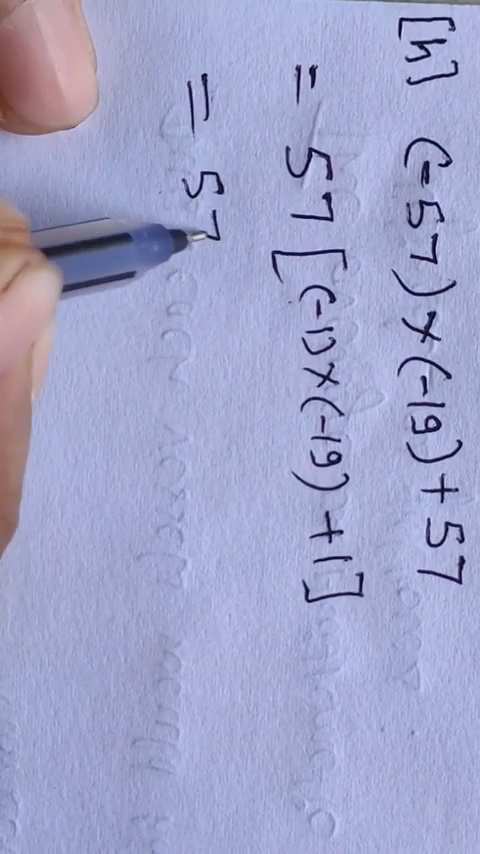 [h] (-57) × (-19) + 57
= 57 [(-1) × (-19) + 1]
= 57